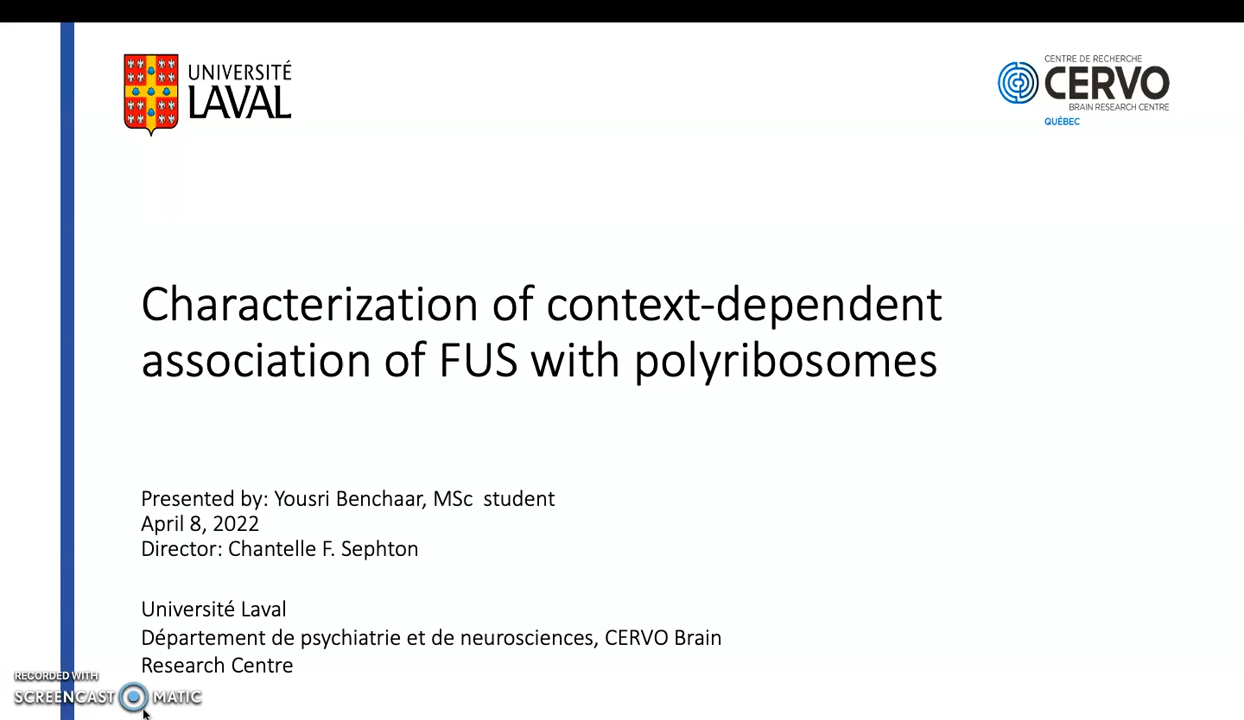 UNIVERSITÉ
LAVAL
CENTRE DE RECHERCHE
CERVO
BRAIN RESEARCH CENTRE
QUÉBEC
Characterization of context-dependent
association of FUS with polyribosomes
Presented by: Yousri Benchaar, MSc student
April 8, 2022
Director: Chantelle F. Sephton
Université Laval
Département de psychiatrie et de neurosciences, CERVO Brain
Research Centre
RECORDED WITH
SCREENCAST MATIC